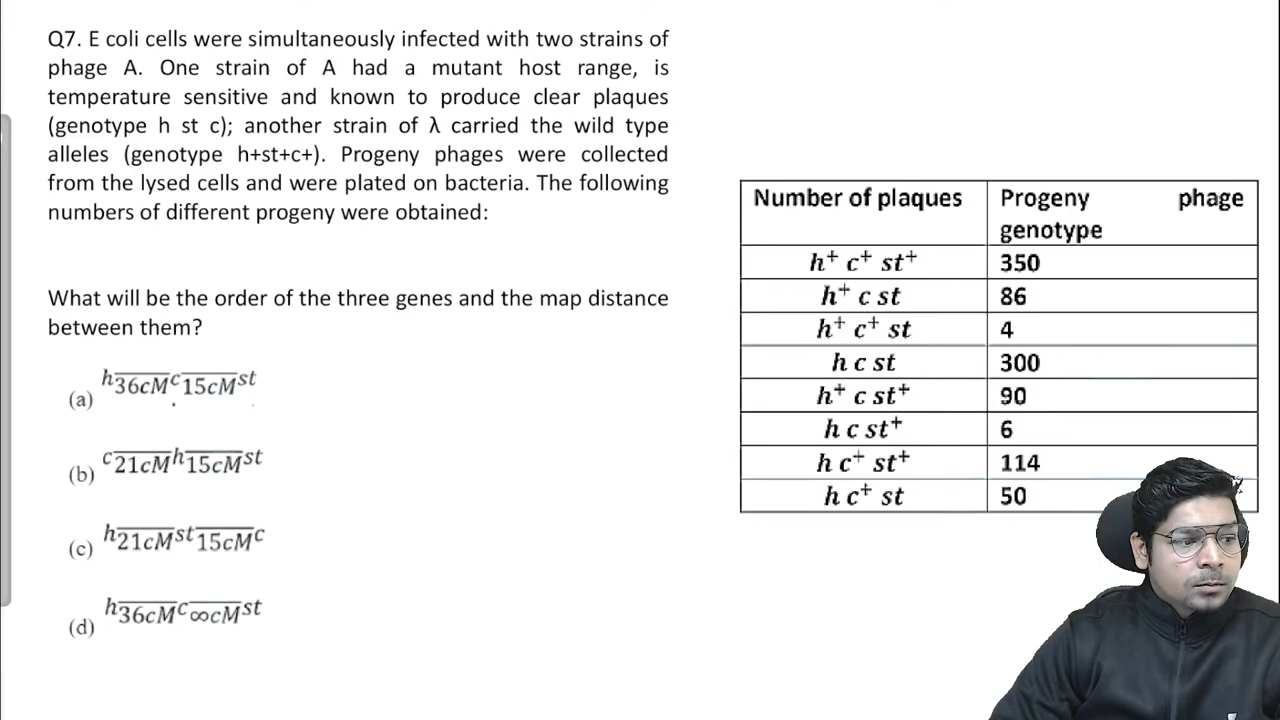 Q7. E coli cells were simultaneously infected with two strains of
phage A. One strain of A had a mutant host range, is
temperature sensitive and known to produce clear plaques
(genotype h st c); another strain of λ carried the wild type
alleles (genotype h+st+c+). Progeny phages were collected
from the lysed cells and were plated on bacteria. The following
numbers of different progeny were obtained:
What will be the order of the three genes and the map distance
between them?
(a) h 36cM c 15cM st
(b) c 21cM h 15cM st
(c) h 21cM st 15cM c
(d) h 36cM c ∞cM st
Number of plaques Progeny phage
genotype
h⁺ c⁺ st⁺ 350
h⁺ c st 86
h⁺ c⁺ st 4
h c st 300
h⁺ c st⁺ 90
h c st⁺ 6
h c⁺ st⁺ 114
h c⁺ st 50